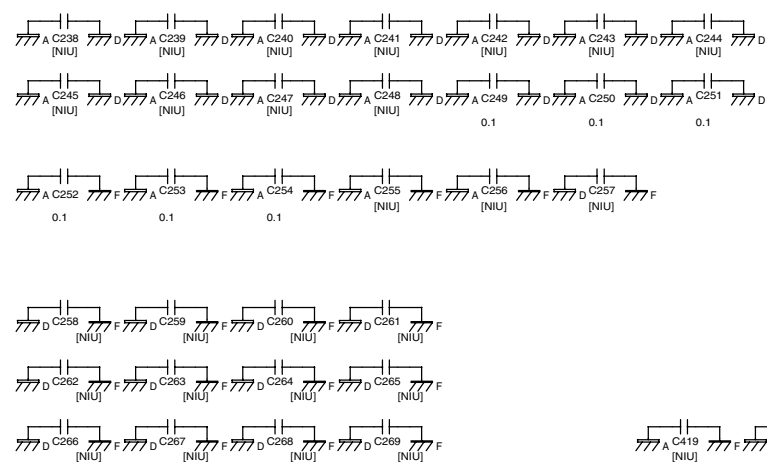 A C238 D A C239 D A C240 D A C241 D A C242 D A C243 D A C244 D
[NIU] [NIU] [NIU] [NIU] [NIU] [NIU] [NIU]
A C245 D A C246 D A C247 D A C248 D A C249 D A C250 D A C251 D
[NIU] [NIU] [NIU] [NIU]
0.1 0.1 0.1
A C252 F A C253 F A C254 F A C255 F A C256 F D C257 F
[NIU] [NIU] [NIU]
0.1 0.1 0.1
D C258 F D C259 F D C260 F D C261 F
[NIU] [NIU] [NIU] [NIU]
D C262 F D C263 F D C264 F D C265 F
[NIU] [NIU] [NIU] [NIU]
D C266 F D C267 F D C268 F D C269 F A C419 F
[NIU] [NIU] [NIU] [NIU] [NIU]